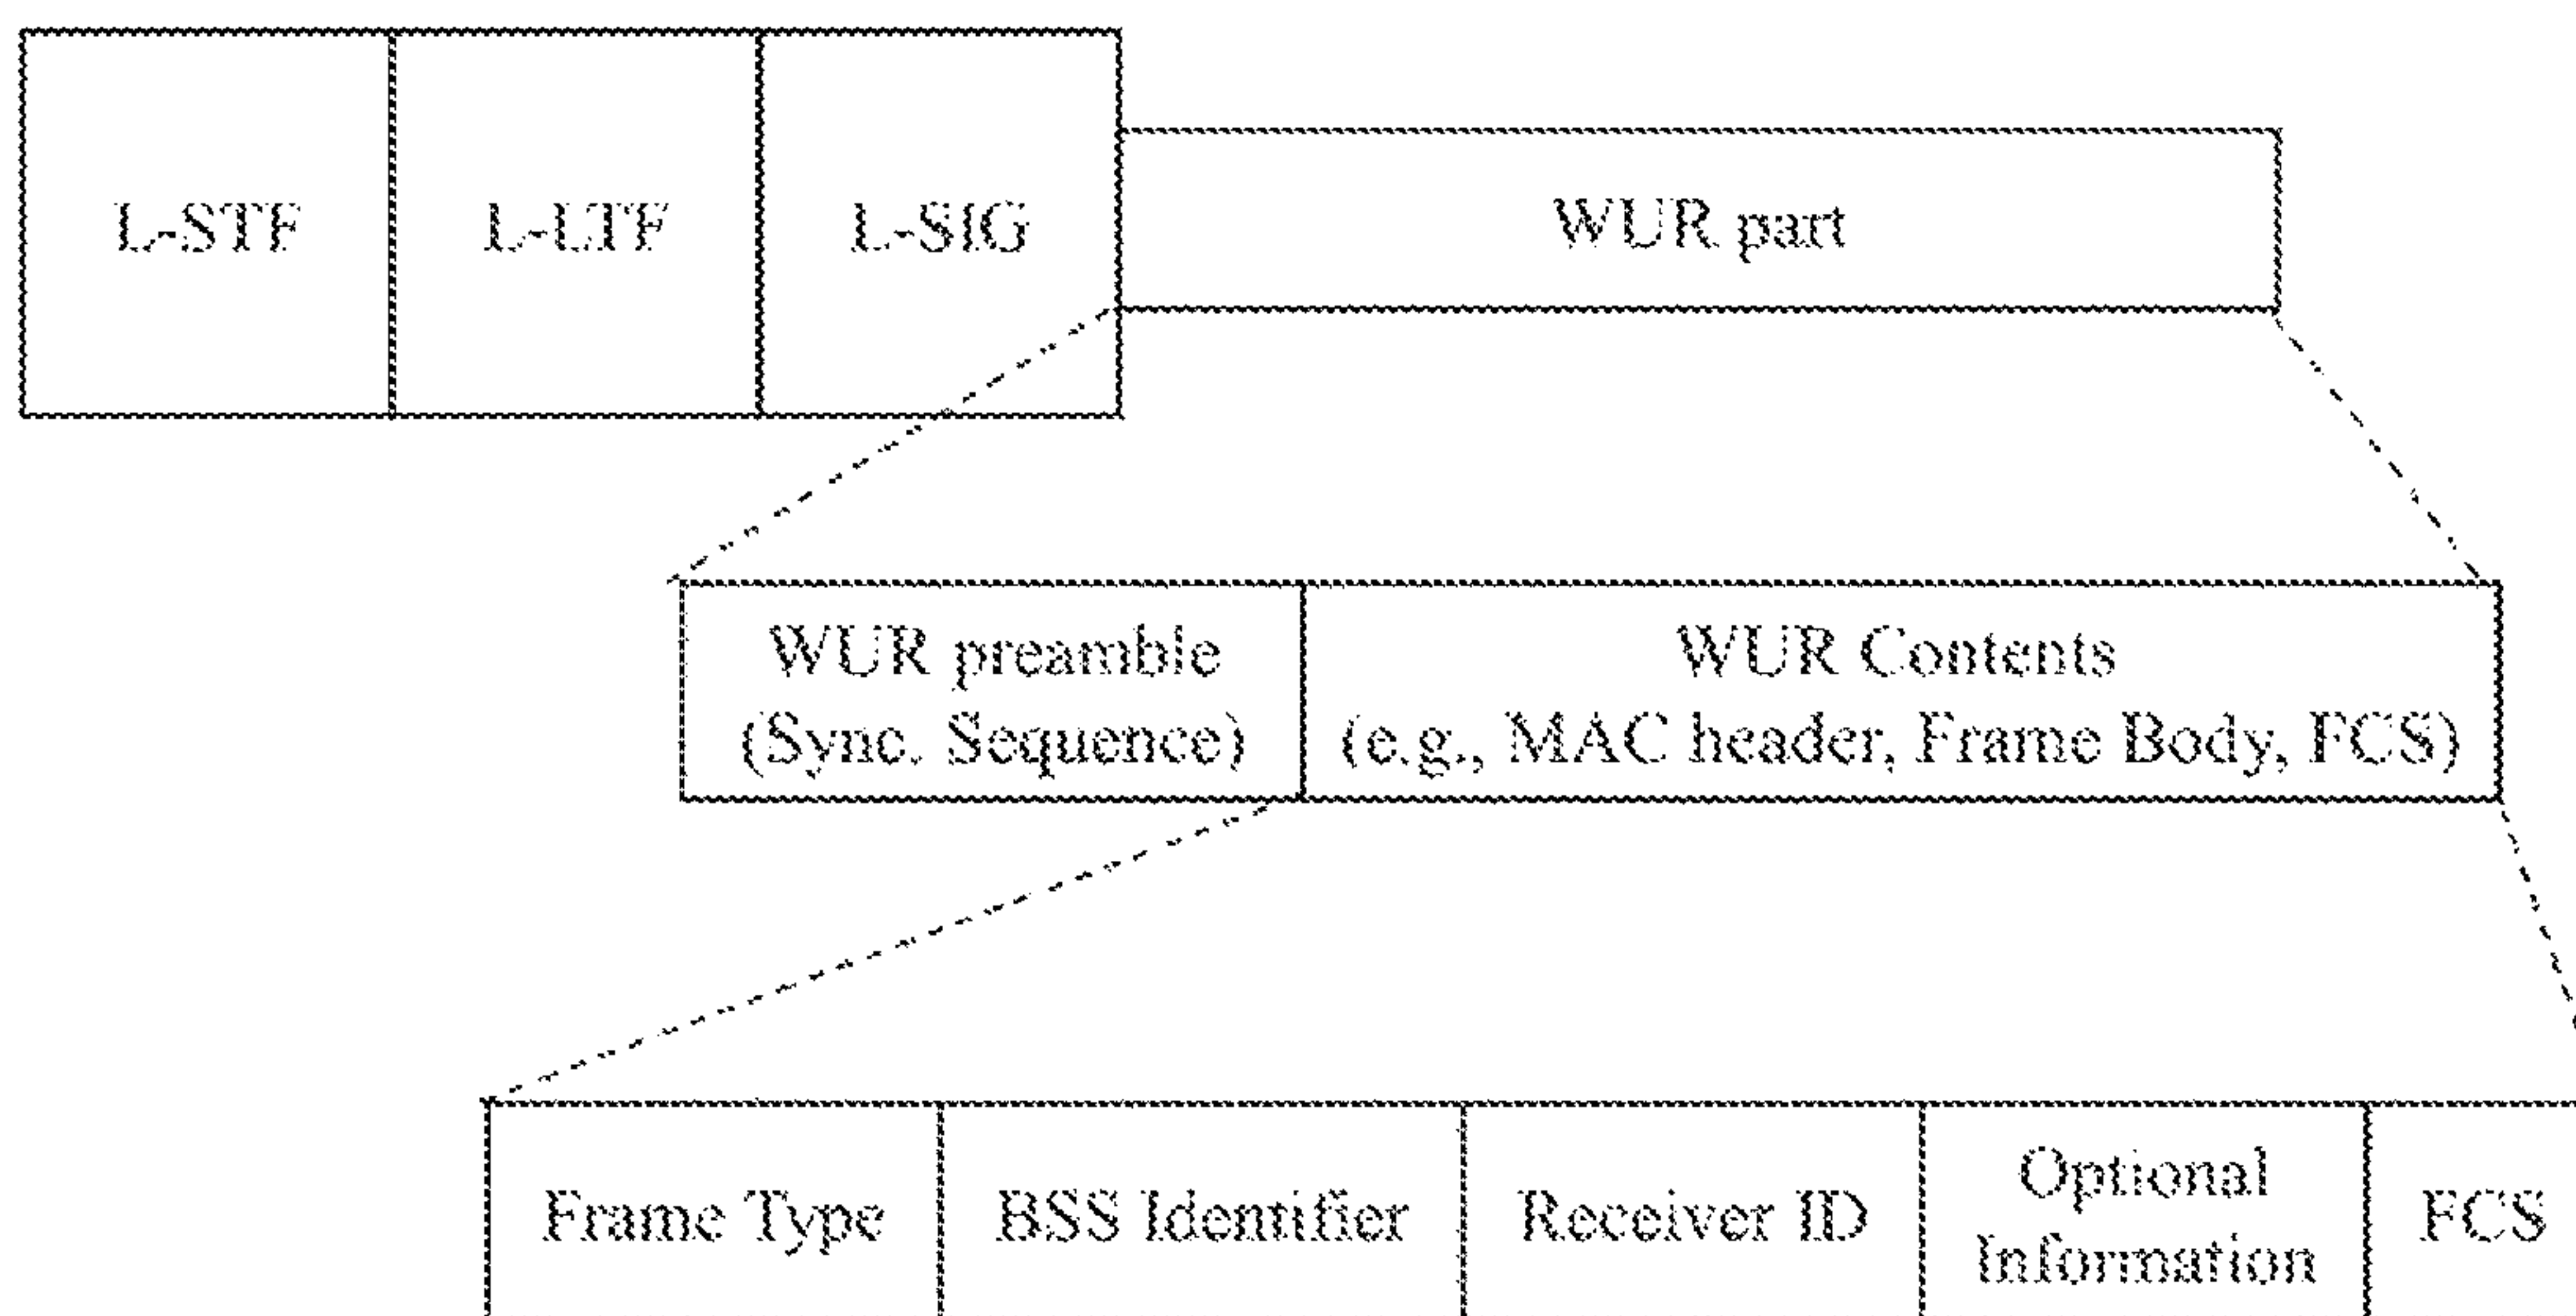 L-STF L-LTF L-SIG WUR part
WUR preamble WUR Contents
(Sync. Sequence) (e.g., MAC header, Frame Body, FCS)
Frame Type BSS Identifier Receiver ID Optional Information FCS